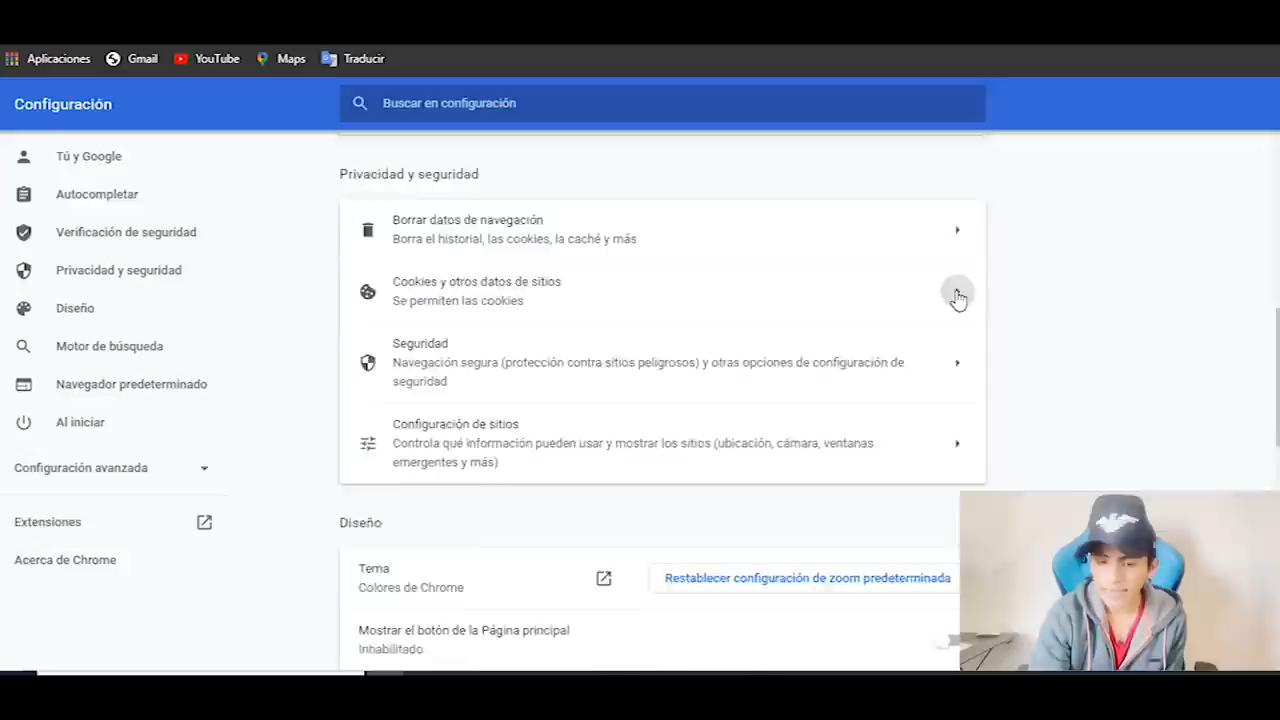 Aplicaciones Gmail YouTube Maps Traducir
Configuración
Buscar en configuración
Tú y Google
Autocompletar
Verificación de seguridad
Privacidad y seguridad
Diseño
Motor de búsqueda
Navegador predeterminado
Al iniciar
Configuración avanzada
Extensiones
Acerca de Chrome
Privacidad y seguridad
Borrar datos de navegación
Borra el historial, las cookies, la caché y más
Cookies y otros datos de sitios
Se permiten las cookies
Seguridad
Navegación segura (protección contra sitios peligrosos) y otras opciones de configuración de
seguridad
Configuración de sitios
Controla qué información pueden usar y mostrar los sitios (ubicación, cámara, ventanas
emergentes y más)
Diseño
Tema
Colores de Chrome
Restablecer configuración de zoom predeterminada
Mostrar el botón de la Página principal
Inhabilitado